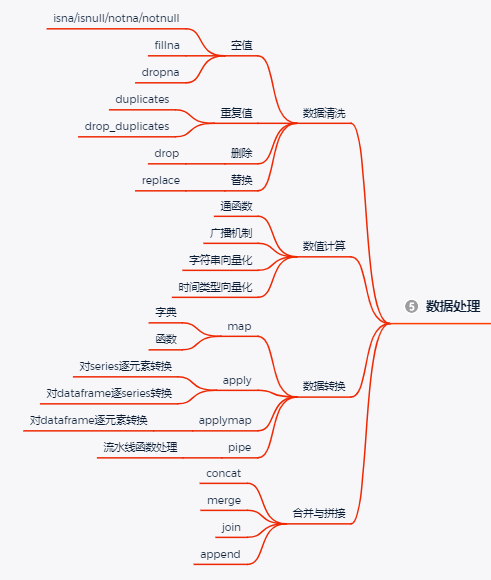 isna/isnull/notna/notnull
fillna
空值
dropna
duplicates
重复值
数据清洗
drop_duplicates
drop
删除
replace
替换
通函数
广播机制
数值计算
字符串向量化
时间类型向量化
字典
map
函数
5 数据处理
对series逐元素转换
apply
数据转换
对dataframe逐series转换
对dataframe逐元素转换
applymap
流水线函数处理
pipe
concat
merge
合并与拼接
join
append